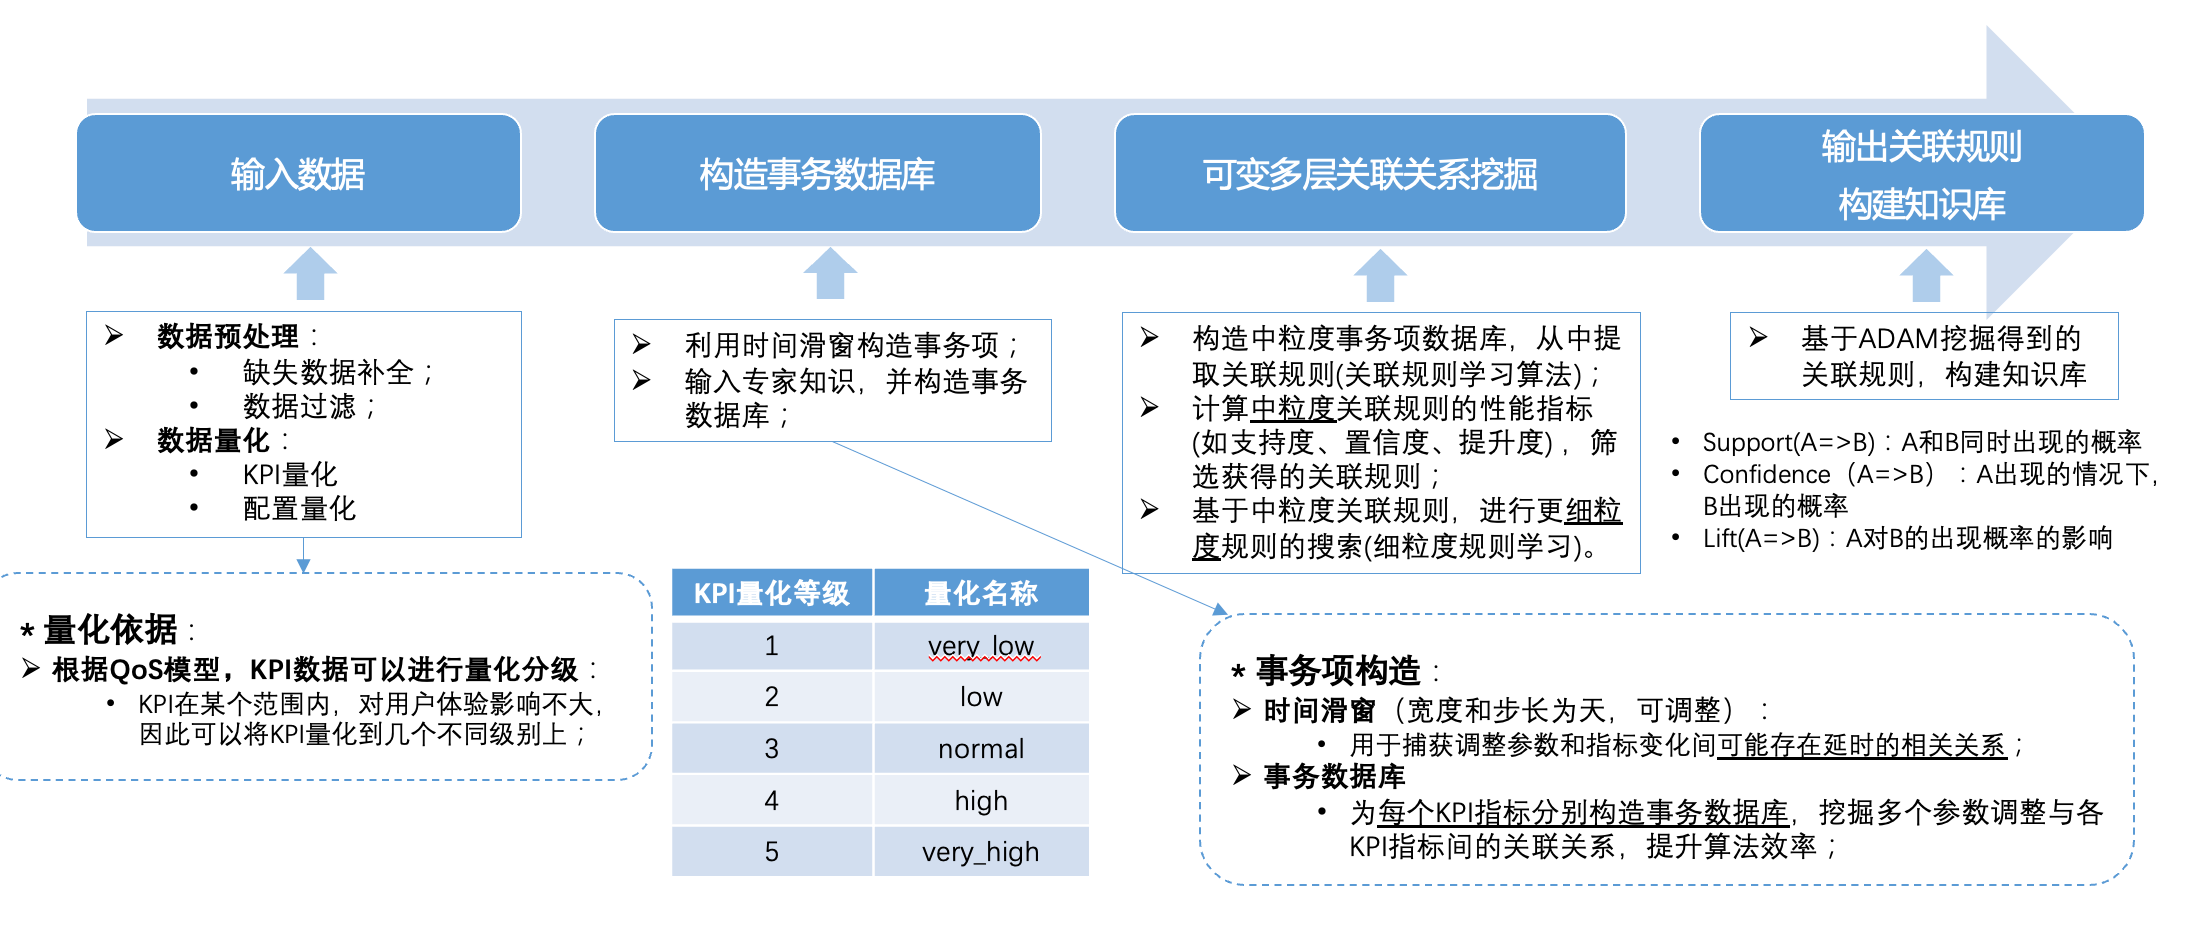 输入数据
构造事务数据库
可变多层关联关系挖掘
输出关联规则
构建知识库
➢ 数据预处理：
• 缺失数据补全；
• 数据过滤；
➢ 数据量化：
• KPI量化
• 配置量化
➢ 利用时间滑窗构造事务项；
➢ 输入专家知识，并构造事务
数据库；
➢ 构造中粒度事务项数据库，从中提
取关联规则(关联规则学习算法)；
➢ 计算中粒度关联规则的性能指标
(如支持度、置信度、提升度)，筛
选获得的关联规则；
➢ 基于中粒度关联规则，进行更细粒
度规则的搜索(细粒度规则学习)。
➢ 基于ADAM挖掘得到的
关联规则，构建知识库
• Support(A=>B)：A和B同时出现的概率
• Confidence（A=>B）：A出现的情况下，
B出现的概率
• Lift(A=>B)：A对B的出现概率的影响
* 量化依据：
➢ 根据QoS模型，KPI数据可以进行量化分级：
• KPI在某个范围内，对用户体验影响不大，
因此可以将KPI量化到几个不同级别上；
KPI量化等级 量化名称
1 very_low
2 low
3 normal
4 high
5 very_high
* 事务项构造：
➢ 时间滑窗（宽度和步长为天，可调整）：
• 用于捕获调整参数和指标变化间可能存在延时的相关关系；
➢ 事务数据库
• 为每个KPI指标分别构造事务数据库，挖掘多个参数调整与各
KPI指标间的关联关系，提升算法效率；